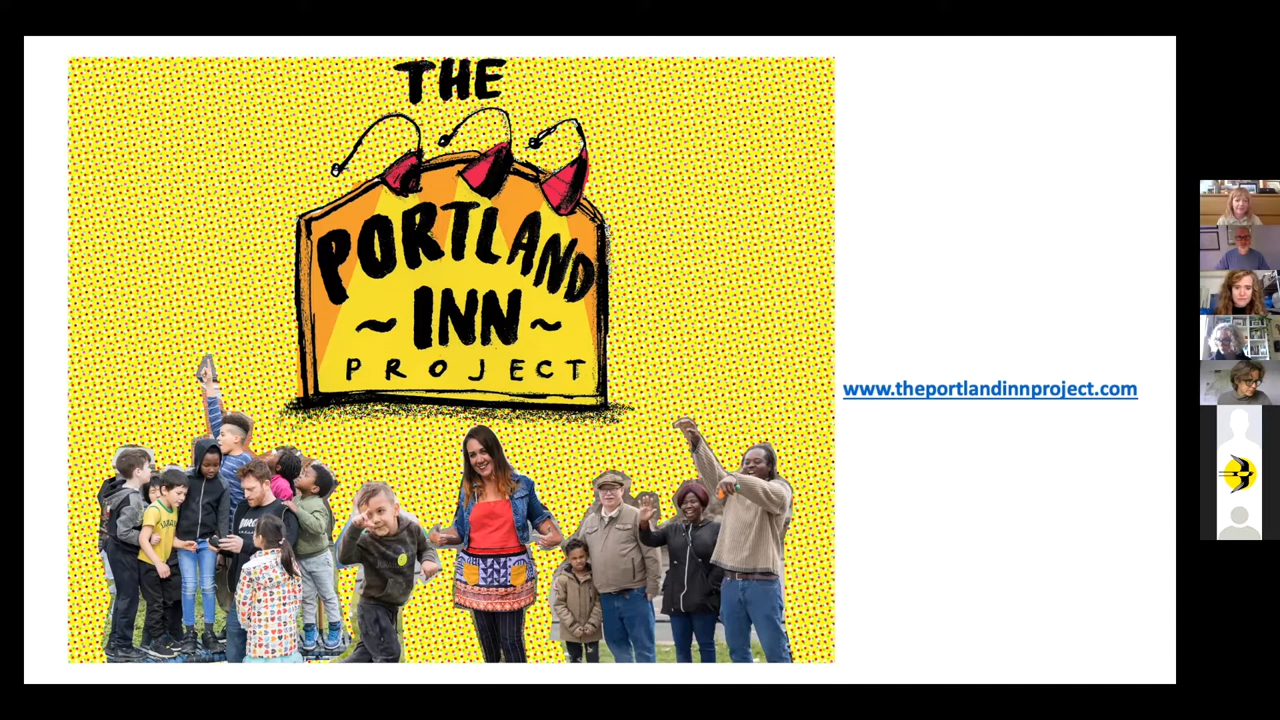 THE
PORTLAND
~ INN ~
PROJECT
www.theportlandinnproject.com